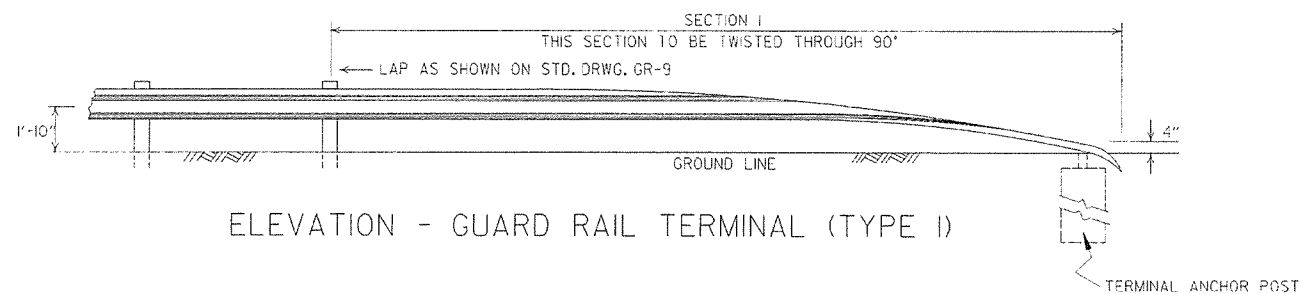 SECTION I
THIS SECTION TO BE TWISTED THROUGH 90°
LAP AS SHOWN ON STD. DRWG. GR-9
1'-10"
4"
GROUND LINE
ELEVATION - GUARD RAIL TERMINAL (TYPE I)
TERMINAL ANCHOR POST